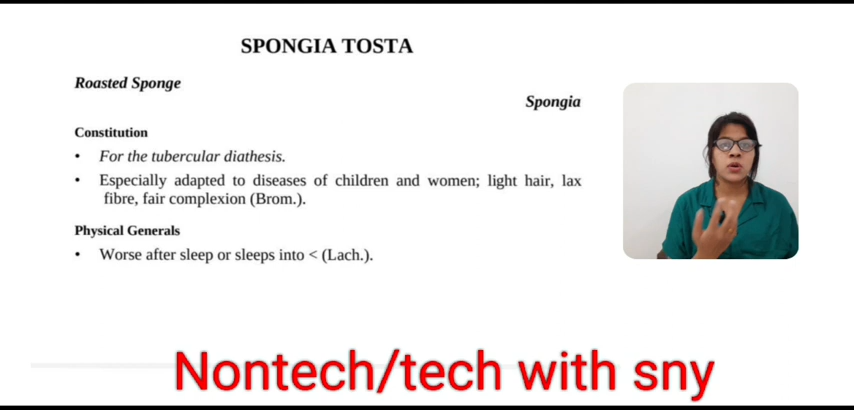 SPONGIA TOSTA
Roasted Sponge
Spongia
Constitution
• For the tubercular diathesis.
• Especially adapted to diseases of children and women; light hair, lax
fibre, fair complexion (Brom.).
Physical Generals
• Worse after sleep or sleeps into < (Lach.).
Nontech/tech with sny